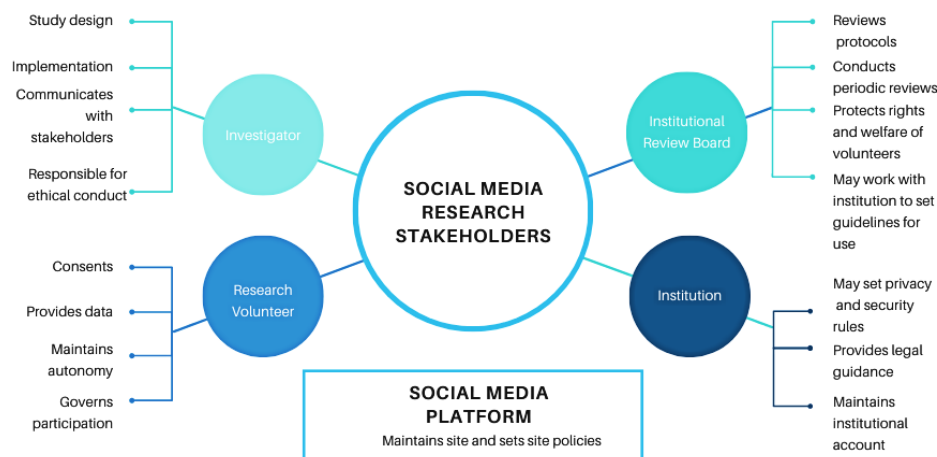 Study design
Implementation
Communicates
with
stakeholders
Responsible for
ethical conduct
Investigator
Consents
Provides data
Maintains
autonomy
Governs
participation
Research
Volunteer
SOCIAL MEDIA
RESEARCH
STAKEHOLDERS
SOCIAL MEDIA
PLATFORM
Maintains site and sets site policies
Institutional
Review Board
Reviews
protocols
Conducts
periodic reviews
Protects rights
and welfare of
volunteers
May work with
institution to set
guidelines for
use
Institution
May set privacy
and security
rules
Provides legal
guidance
Maintains
institutional
account